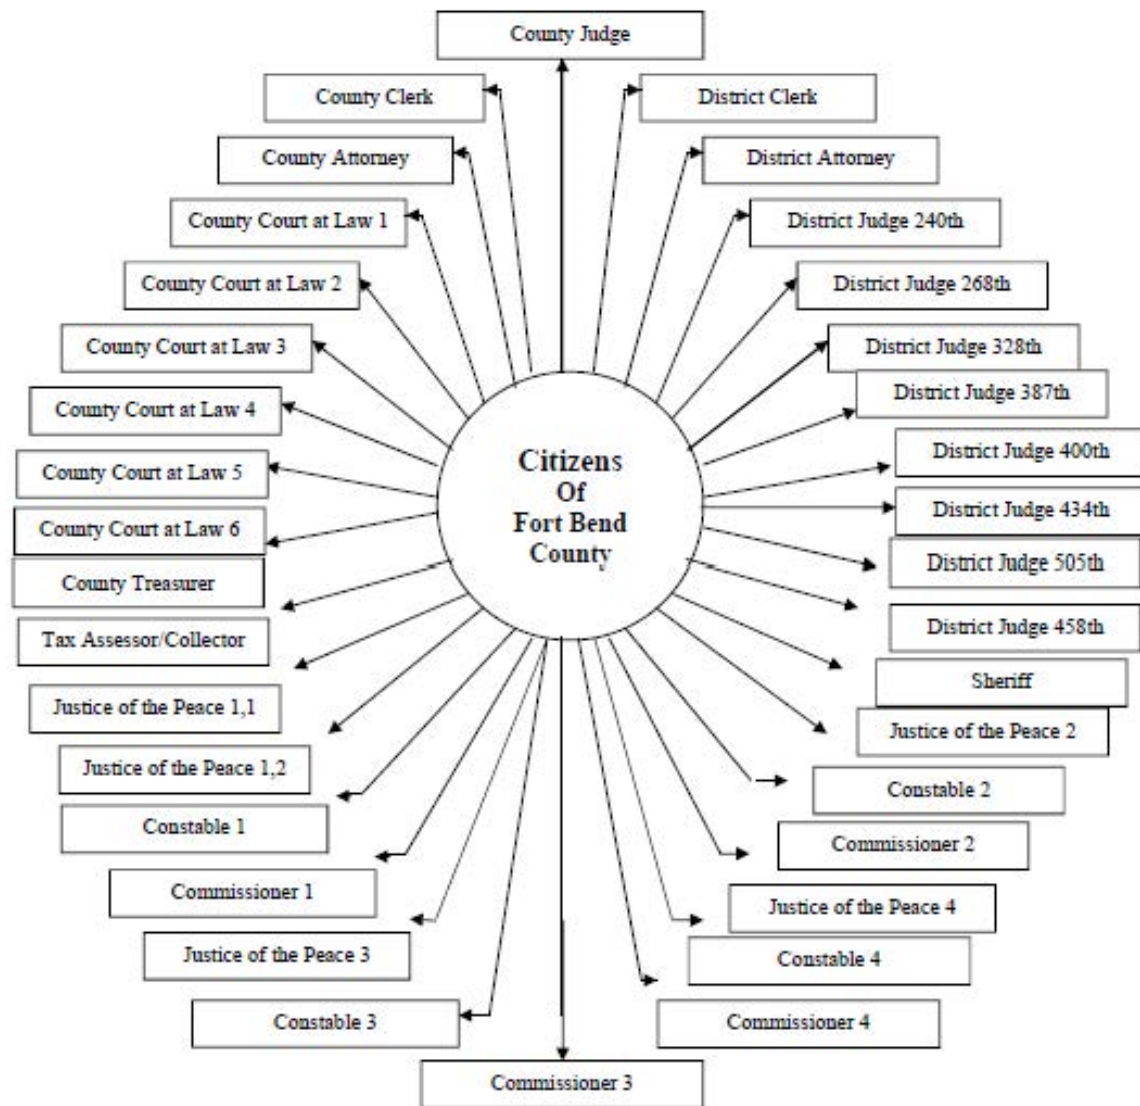 County Judge
County Clerk
District Clerk
County Attorney
District Attorney
County Court at Law 1
District Judge 240th
County Court at Law 2
District Judge 268th
County Court at Law 3
District Judge 328th
District Judge 387th
County Court at Law 4
District Judge 400th
County Court at Law 5
Citizens
Of
Fort Bend
County
District Judge 434th
County Court at Law 6
District Judge 505th
County Treasurer
District Judge 458th
Tax Assessor/Collector
Sheriff
Justice of the Peace 1,1
Justice of the Peace 2
Justice of the Peace 1,2
Constable 2
Constable 1
Commissioner 2
Commissioner 1
Justice of the Peace 4
Justice of the Peace 3
Constable 4
Constable 3
Commissioner 4
Commissioner 3